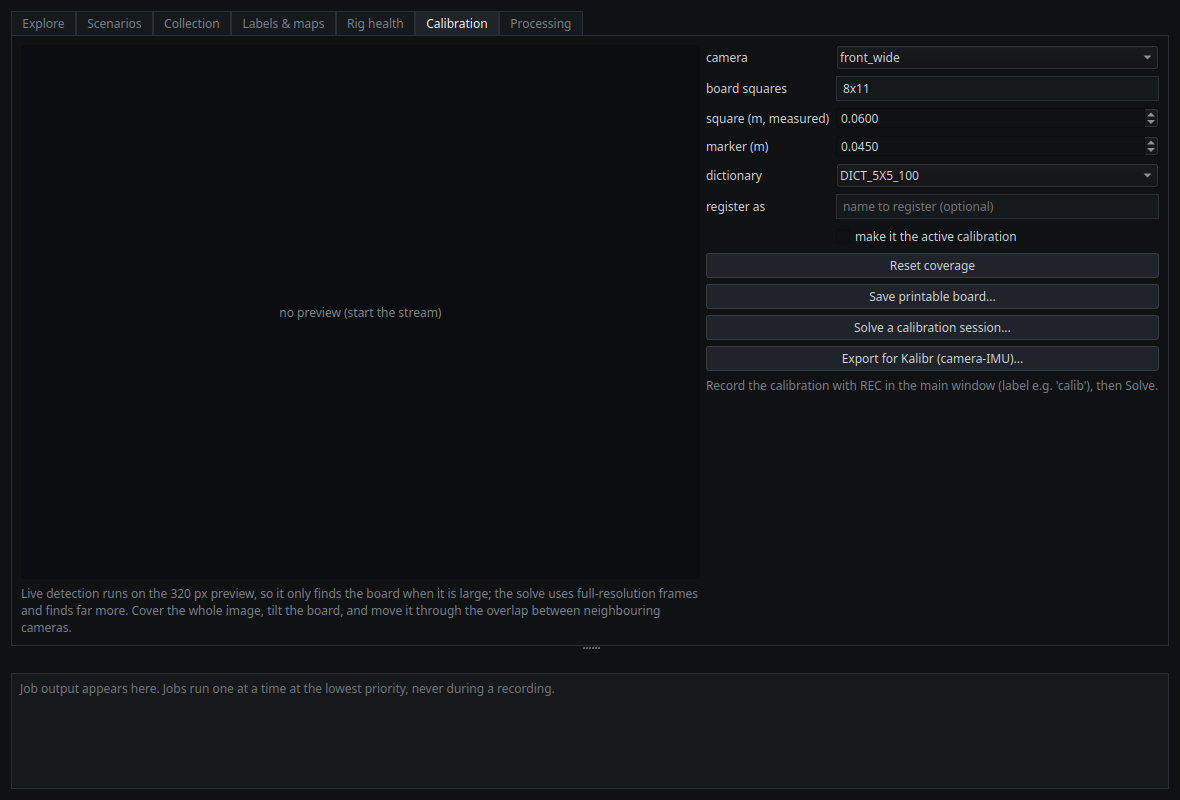 Explore Scenarios Collection Labels & maps Rig health Calibration Processing
camera front_wide
board squares 8x11
square (m, measured) 0.0600
marker (m) 0.0450
dictionary DICT_5X5_100
register as name to register (optional)
make it the active calibration
Reset coverage
Save printable board...
Solve a calibration session...
Export for Kalibr (camera-IMU)...
Record the calibration with REC in the main window (label e.g. 'calib'), then Solve.
no preview (start the stream)
Live detection runs on the 320 px preview, so it only finds the board when it is large; the solve uses full-resolution frames
and finds far more. Cover the whole image, tilt the board, and move it through the overlap between neighbouring
cameras.
Job output appears here. Jobs run one at a time at the lowest priority, never during a recording.